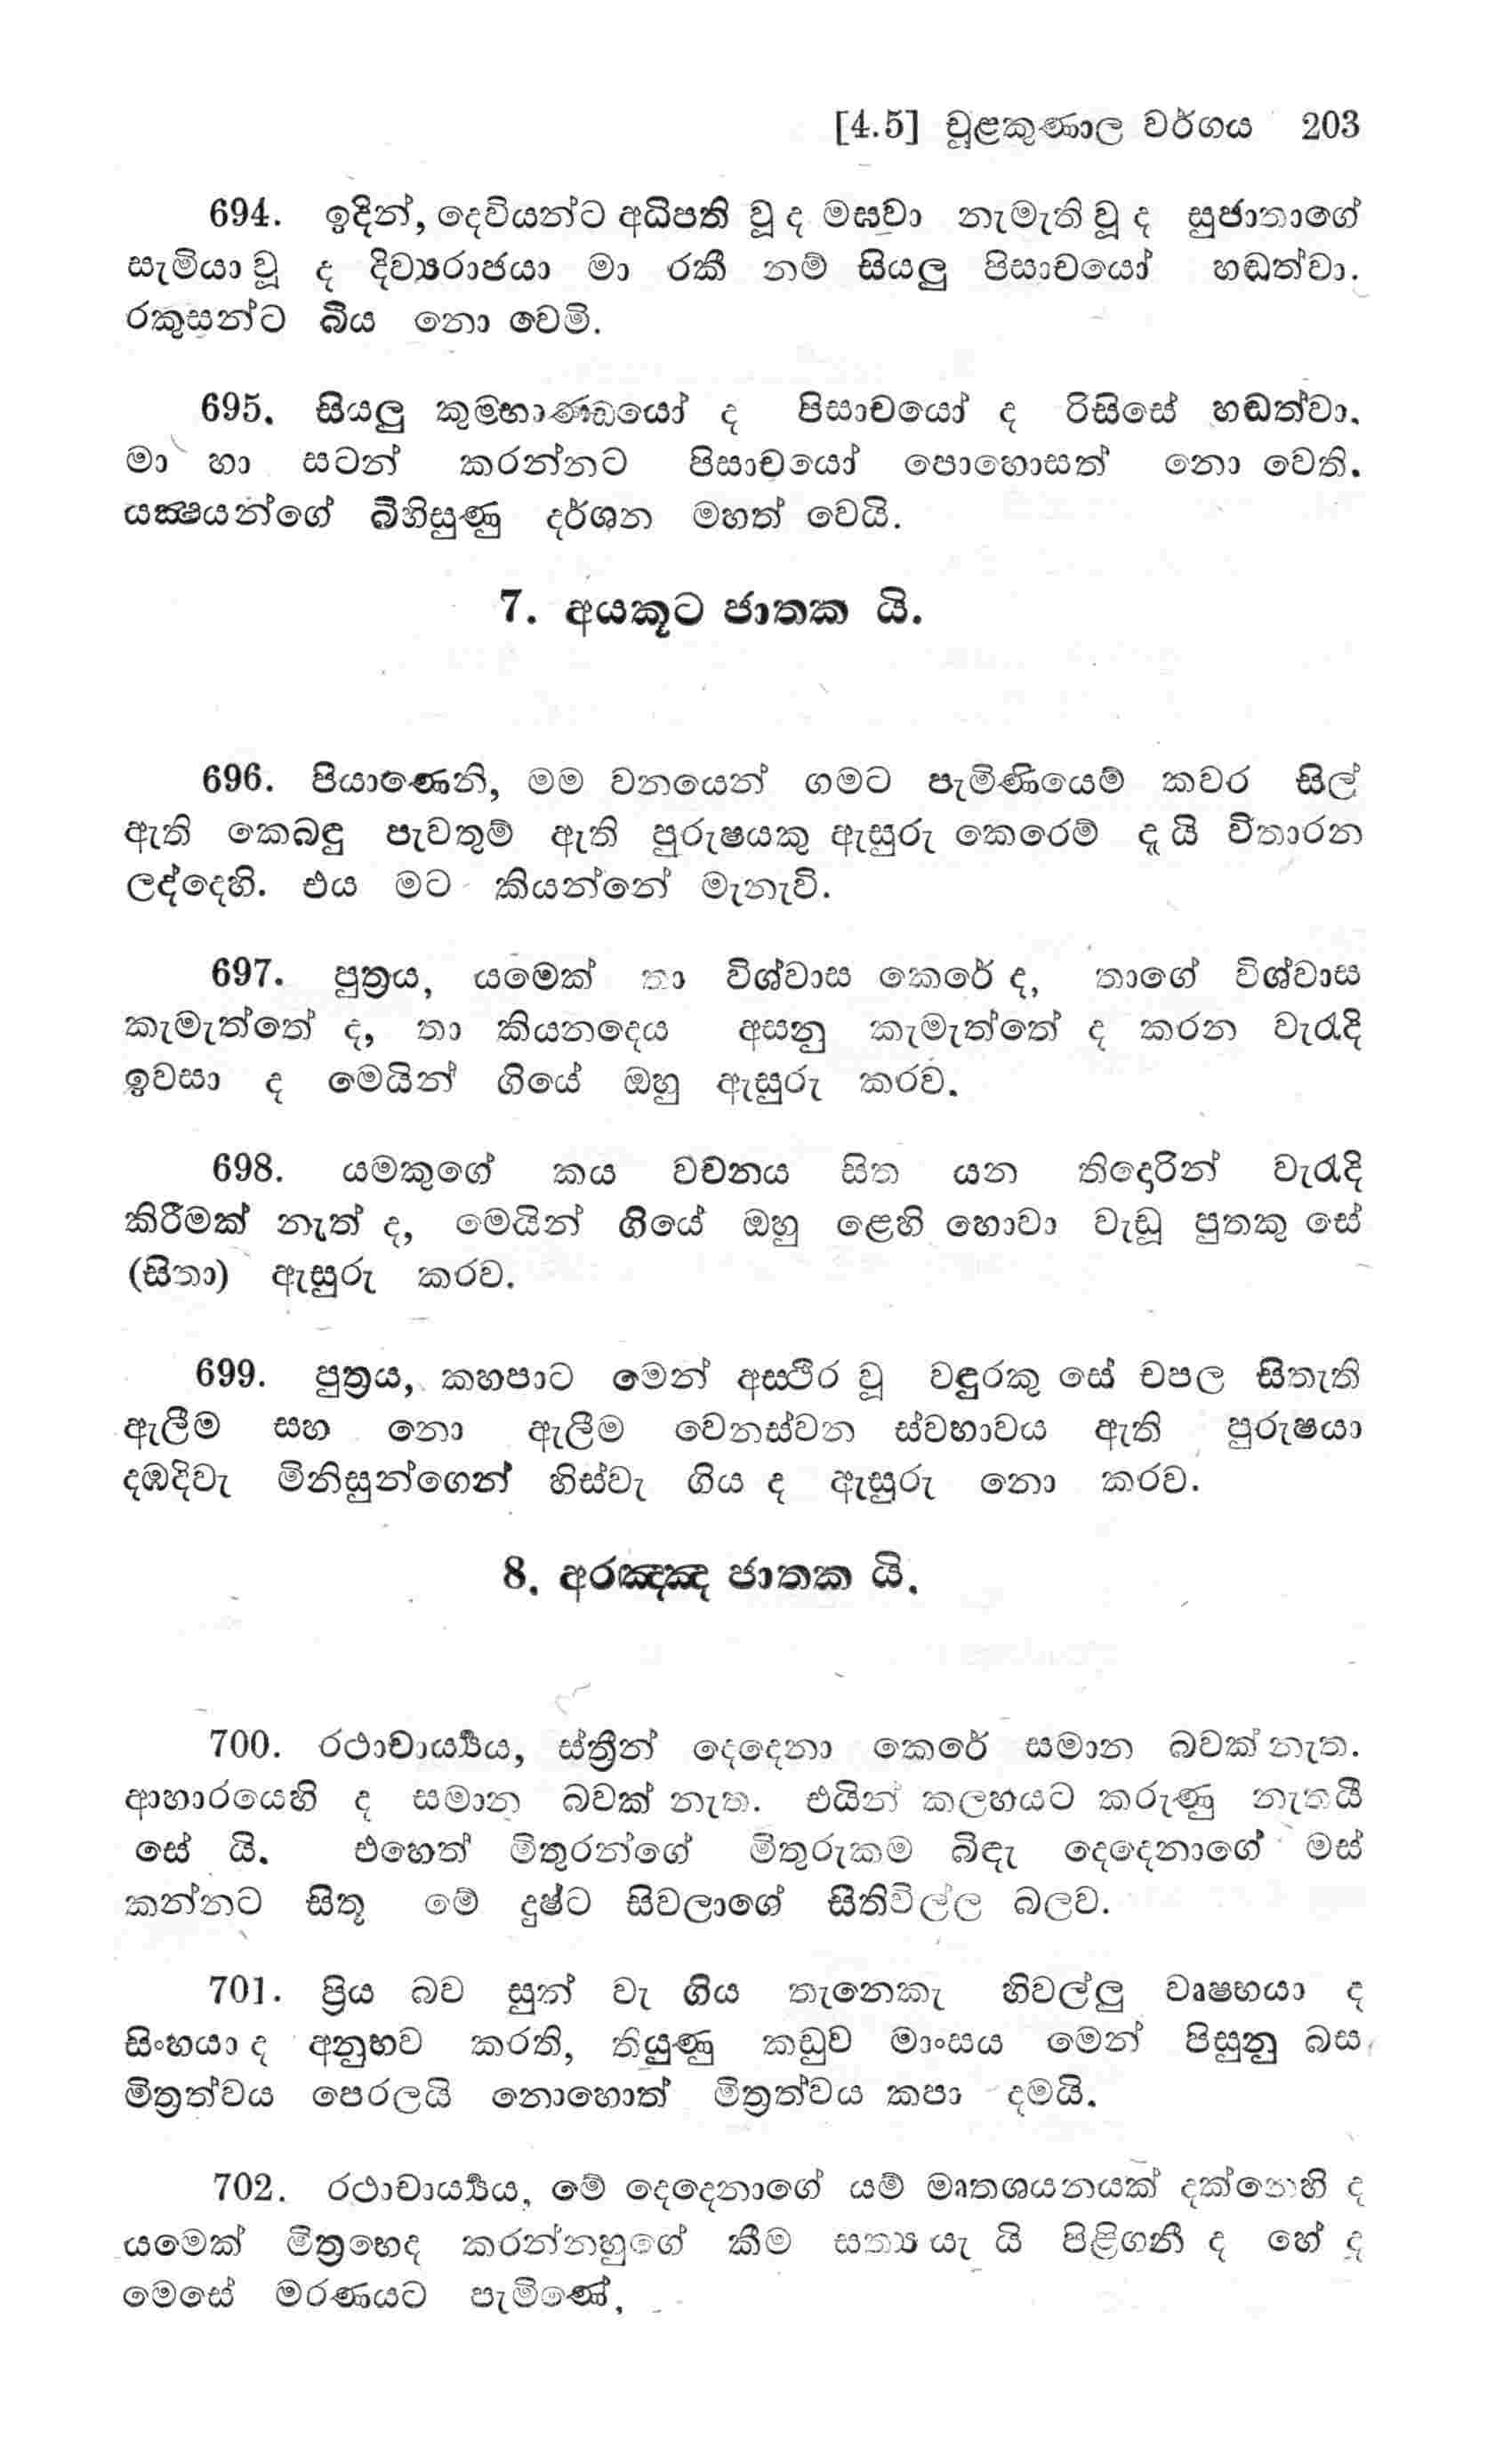 [4.5] චූළකුණාල වර්ගය 203
694. ඉදින්, දෙවියන්ට අධිපති වූ ද මඝවා නැමැති වූ ද සුජාතාගේ
සැමියා වූ ද දිව්‍යරාජයා මා රකී නම් සියලු පිසාචයෝ හඬත්වා.
රකුසන්ට බිය නො වෙමි.
695. සියලු කුම්භාණ්ඩයෝ ද පිසාචයෝ ද රිසිසේ හඬත්වා.
මා හා සටන් කරන්නට පිසාචයෝ පොහොසත් නො වෙති.
යක්‍ෂයන්ගේ බිහිසුණු දර්ශන මහත් වෙයි.
7. අයකූට ජාතක යි.
696. පියාණෙනි, මම වනයෙන් ගමට පැමිණියෙම් කවර සිල්
ඇති කෙබඳු පැවතුම් ඇති පුරුෂයකු ඇසුරු කෙරෙම් දැ යි විතාරන
ලද්දෙහි. එය මට කියන්නේ මැනැවි.
697. පුත්‍රය, යමෙක් තා විශ්වාස කෙරේ ද, තාගේ විශ්වාස
කැමැත්තේ ද, තා කියනදෙය අසනු කැමැත්තේ ද කරන වැරැදි
ඉවසා ද මෙයින් ගියේ ඔහු ඇසුරු කරව.
698. යමකුගේ කය වචනය සිත යන තිදොරින් වැරැදි
කිරීමක් නැත් ද, මෙයින් ගියේ ඔහු ළෙහි හොවා වැඩූ පුතකු සේ
(සිතා) ඇසුරු කරව.
699. පුත්‍රය, කහපාට මෙන් අස්ථිර වූ වඳුරකු සේ චපල සිතැති
ඇලීම සහ නො ඇලීම වෙනස්වන ස්වභාවය ඇති පුරුෂයා
දඹදිවැ මිනිසුන්ගෙන් හිස්වැ ගිය ද ඇසුරු නො කරව.
8. අරඤ්ඤ ජාතක යි.
700. රථාචාර්‍ය්‍යය, ස්ත්‍රීන් දෙදෙනා කෙරේ සමාන බවක් නැත.
ආහාරයෙහි ද සමාන බවක් නැත. එයින් කලහයට කරුණු නැතයී
සේ යි. එහෙත් මිතුරන්ගේ මිතුරුකම බිඳැ දෙදෙනාගේ මස්
කන්නට සිතූ මේ දුෂ්ට සිවලාගේ සිතිවිල්ල බලව.
701. ප්‍රිය බව සුන් වැ ගිය තැනෙකැ හිවල්ලු වෘෂභයා ද
සිංහයා ද අනුභව කරති, තියුණු කඩුව මාංසය මෙන් පිසුනු බස
මිත්‍රත්වය පෙරලයි නොහොත් මිත්‍රත්වය කපා දමයි.
702. රථාචාර්‍ය්‍යය, මේ දෙදෙනාගේ යම් මෘතශයනයක් දක්නෙහි ද
යමෙක් මිත්‍රභෙද කරන්නහුගේ කීම සත්‍ය යැ යි පිළිගනී ද හේ ද
මෙසේ මරණයට පැමිණේ.